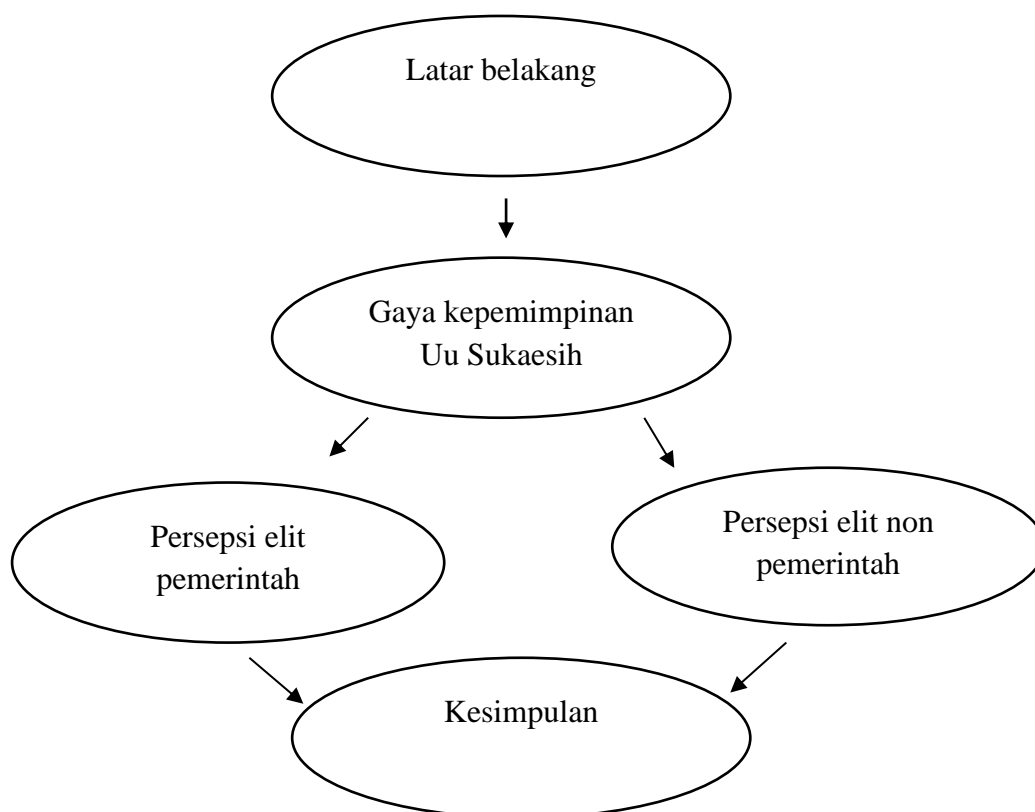 Latar belakang
Gaya kepemimpinan
Uu Sukaesih
Persepsi elit
pemerintah
Persepsi elit non
pemerintah
Kesimpulan